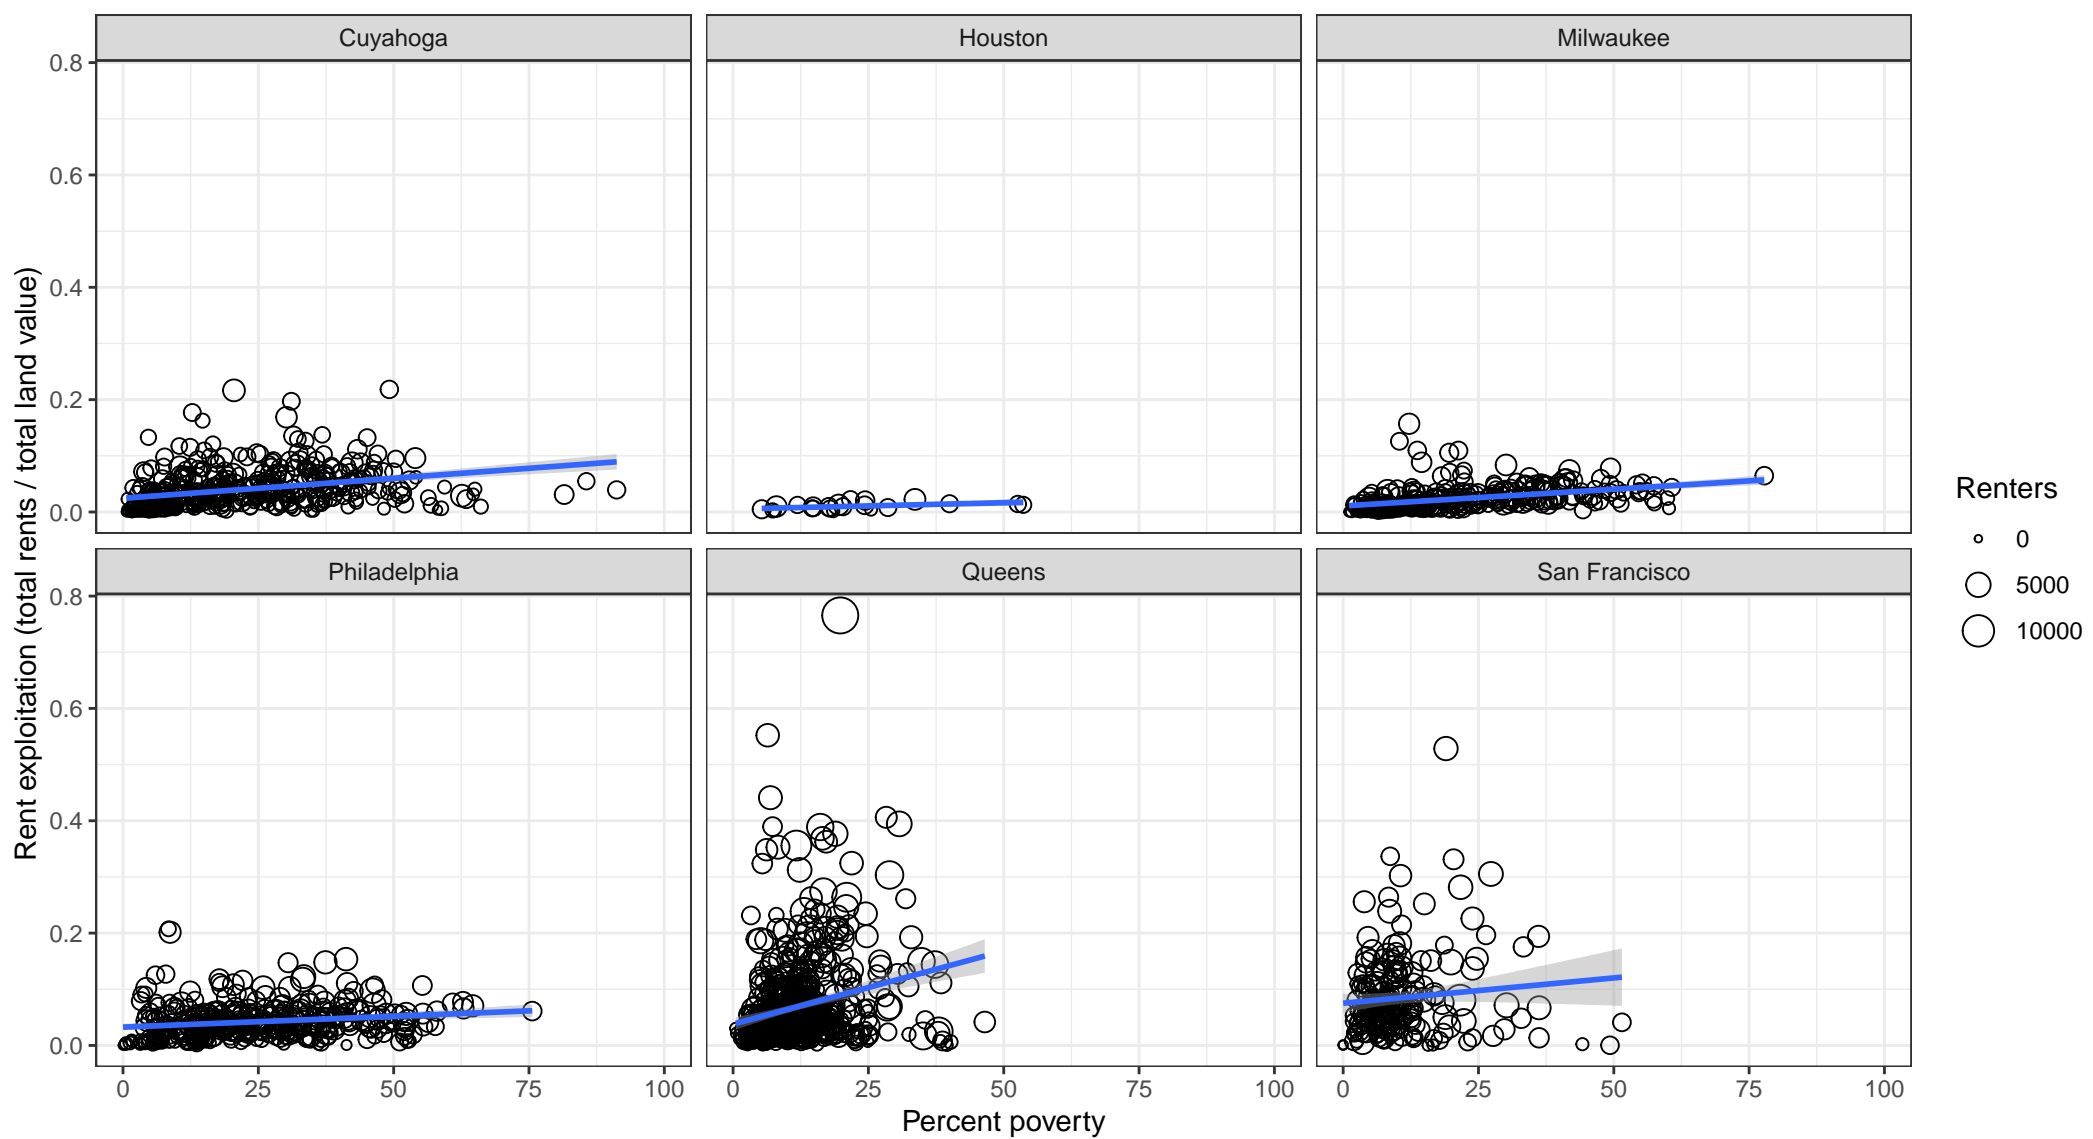 Cuyahoga
Houston
Milwaukee
0.8
0.6
0.4
0.2
0.0
Philadelphia
Queens
San Francisco
0.8
0.6
0.4
0.2
0.0
0 25 50 75 100
0 25 50 75 100
0 25 50 75 100
Percent poverty
Rent exploitation (total rents / total land value)
Renters
0
5000
10000